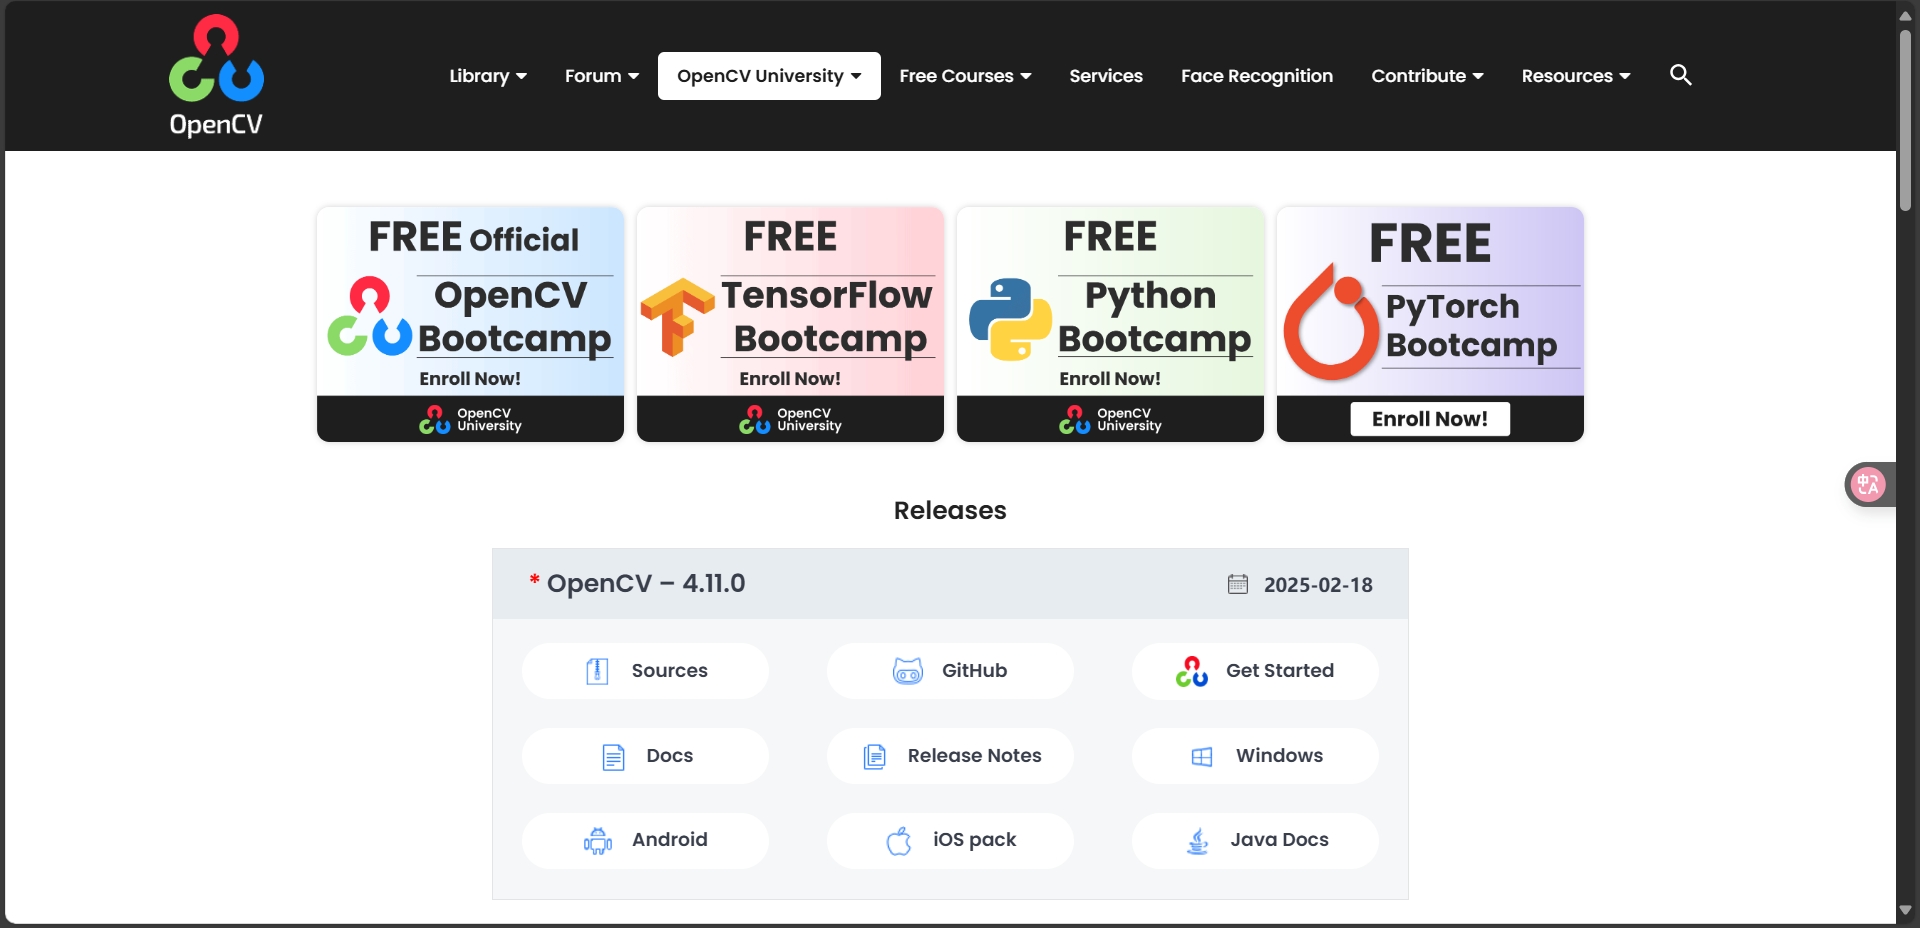 OpenCV
Library
Forum
OpenCV University
Free Courses
Services
Face Recognition
Contribute
Resources
FREE Official
OpenCV
Bootcamp
Enroll Now!
OpenCV
University
FREE
TensorFlow
Bootcamp
Enroll Now!
OpenCV
University
FREE
Python
Bootcamp
Enroll Now!
OpenCV
University
FREE
PyTorch
Bootcamp
Enroll Now!
中A
Releases
* OpenCV – 4.11.0
2025-02-18
Sources
GitHub
Get Started
Docs
Release Notes
Windows
Android
iOS pack
Java Docs